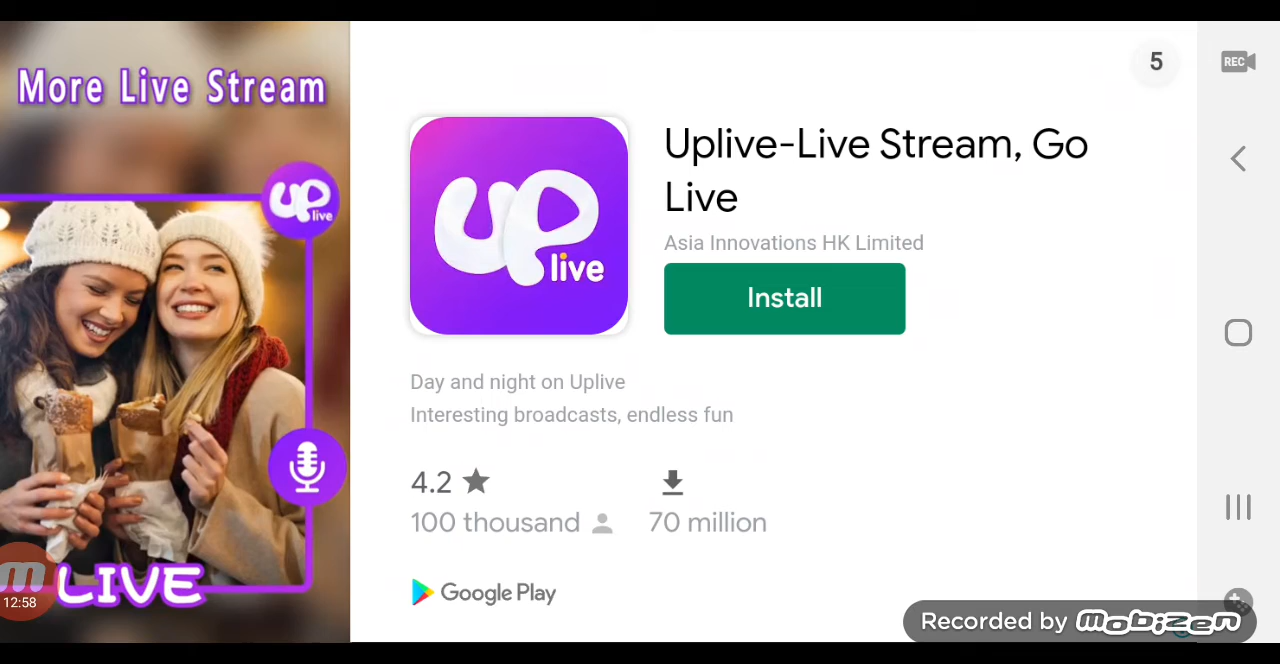 More Live Stream
UP live
LIVE
12:58
5
REC
UP live
Uplive-Live Stream, Go
Live
Asia Innovations HK Limited
Install
Day and night on Uplive
Interesting broadcasts, endless fun
4.2
100 thousand
70 million
Google Play
Recorded by mobizen